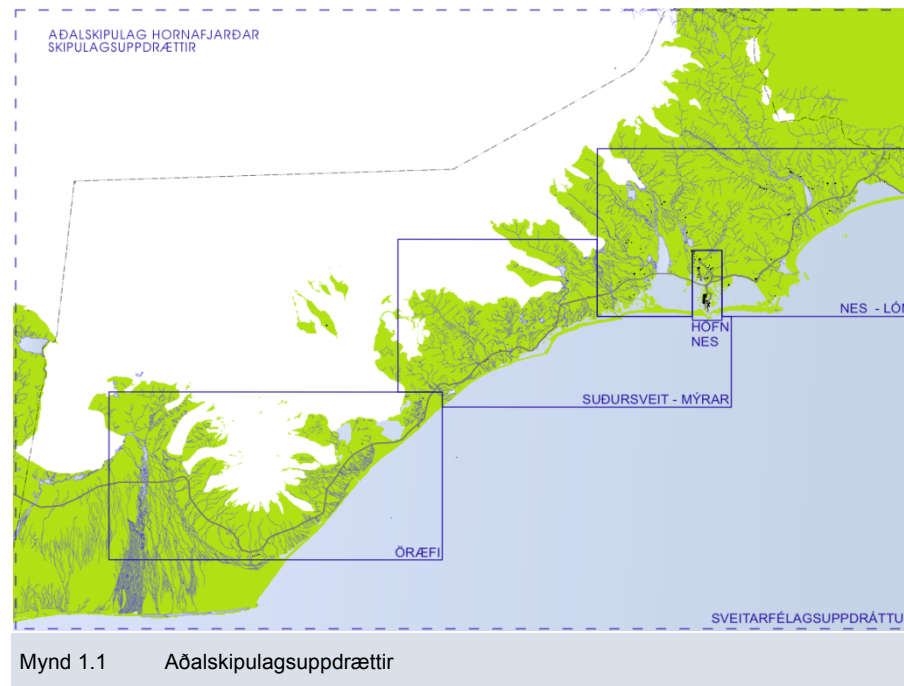 AÐALSKIPULAG HORNAFJARÐAR
SKIPULAGSUPPDRÆTTIR
NES - LÓN
HÖFN
NES
SUÐURSVEIT - MÝRAR
ÖRÆFI
SVEITARFÉLAGSUPPDRÁTTU
Mynd 1.1 Aðalskipulagsuppdrættir